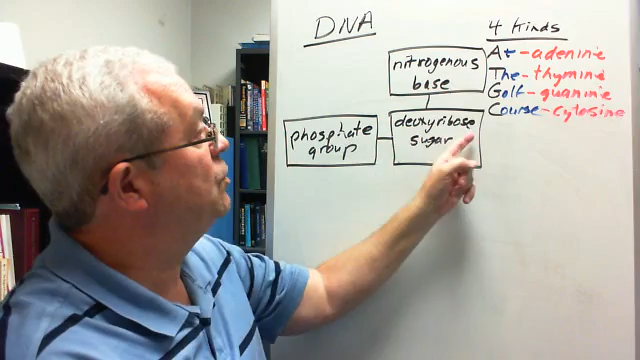 DNA
4 Kinds
nitrogenous
base
At - adenine
The - thymine
Golf - guanine
Course - cytosine
phosphate
group
deoxyribose
sugar